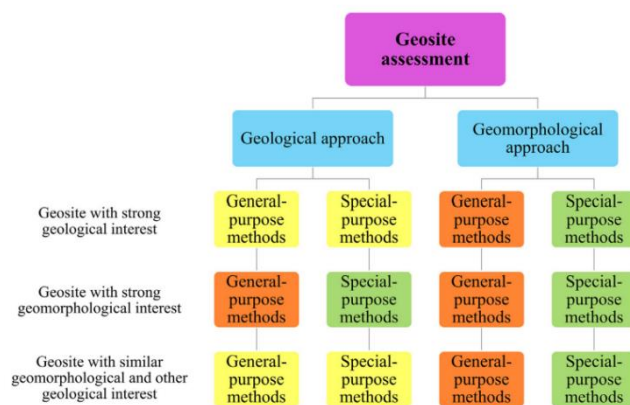 Geosite
assessment
Geological approach
Geomorphological
approach
Geosite with strong
geological interest
General-
purpose
methods
Special-
purpose
methods
General-
purpose
methods
Special-
purpose
methods
Geosite with strong
geomorphological interest
General-
purpose
methods
Special-
purpose
methods
General-
purpose
methods
Special-
purpose
methods
Geosite with similar
geomorphological and other
geological interest
General-
purpose
methods
Special-
purpose
methods
General-
purpose
methods
Special-
purpose
methods